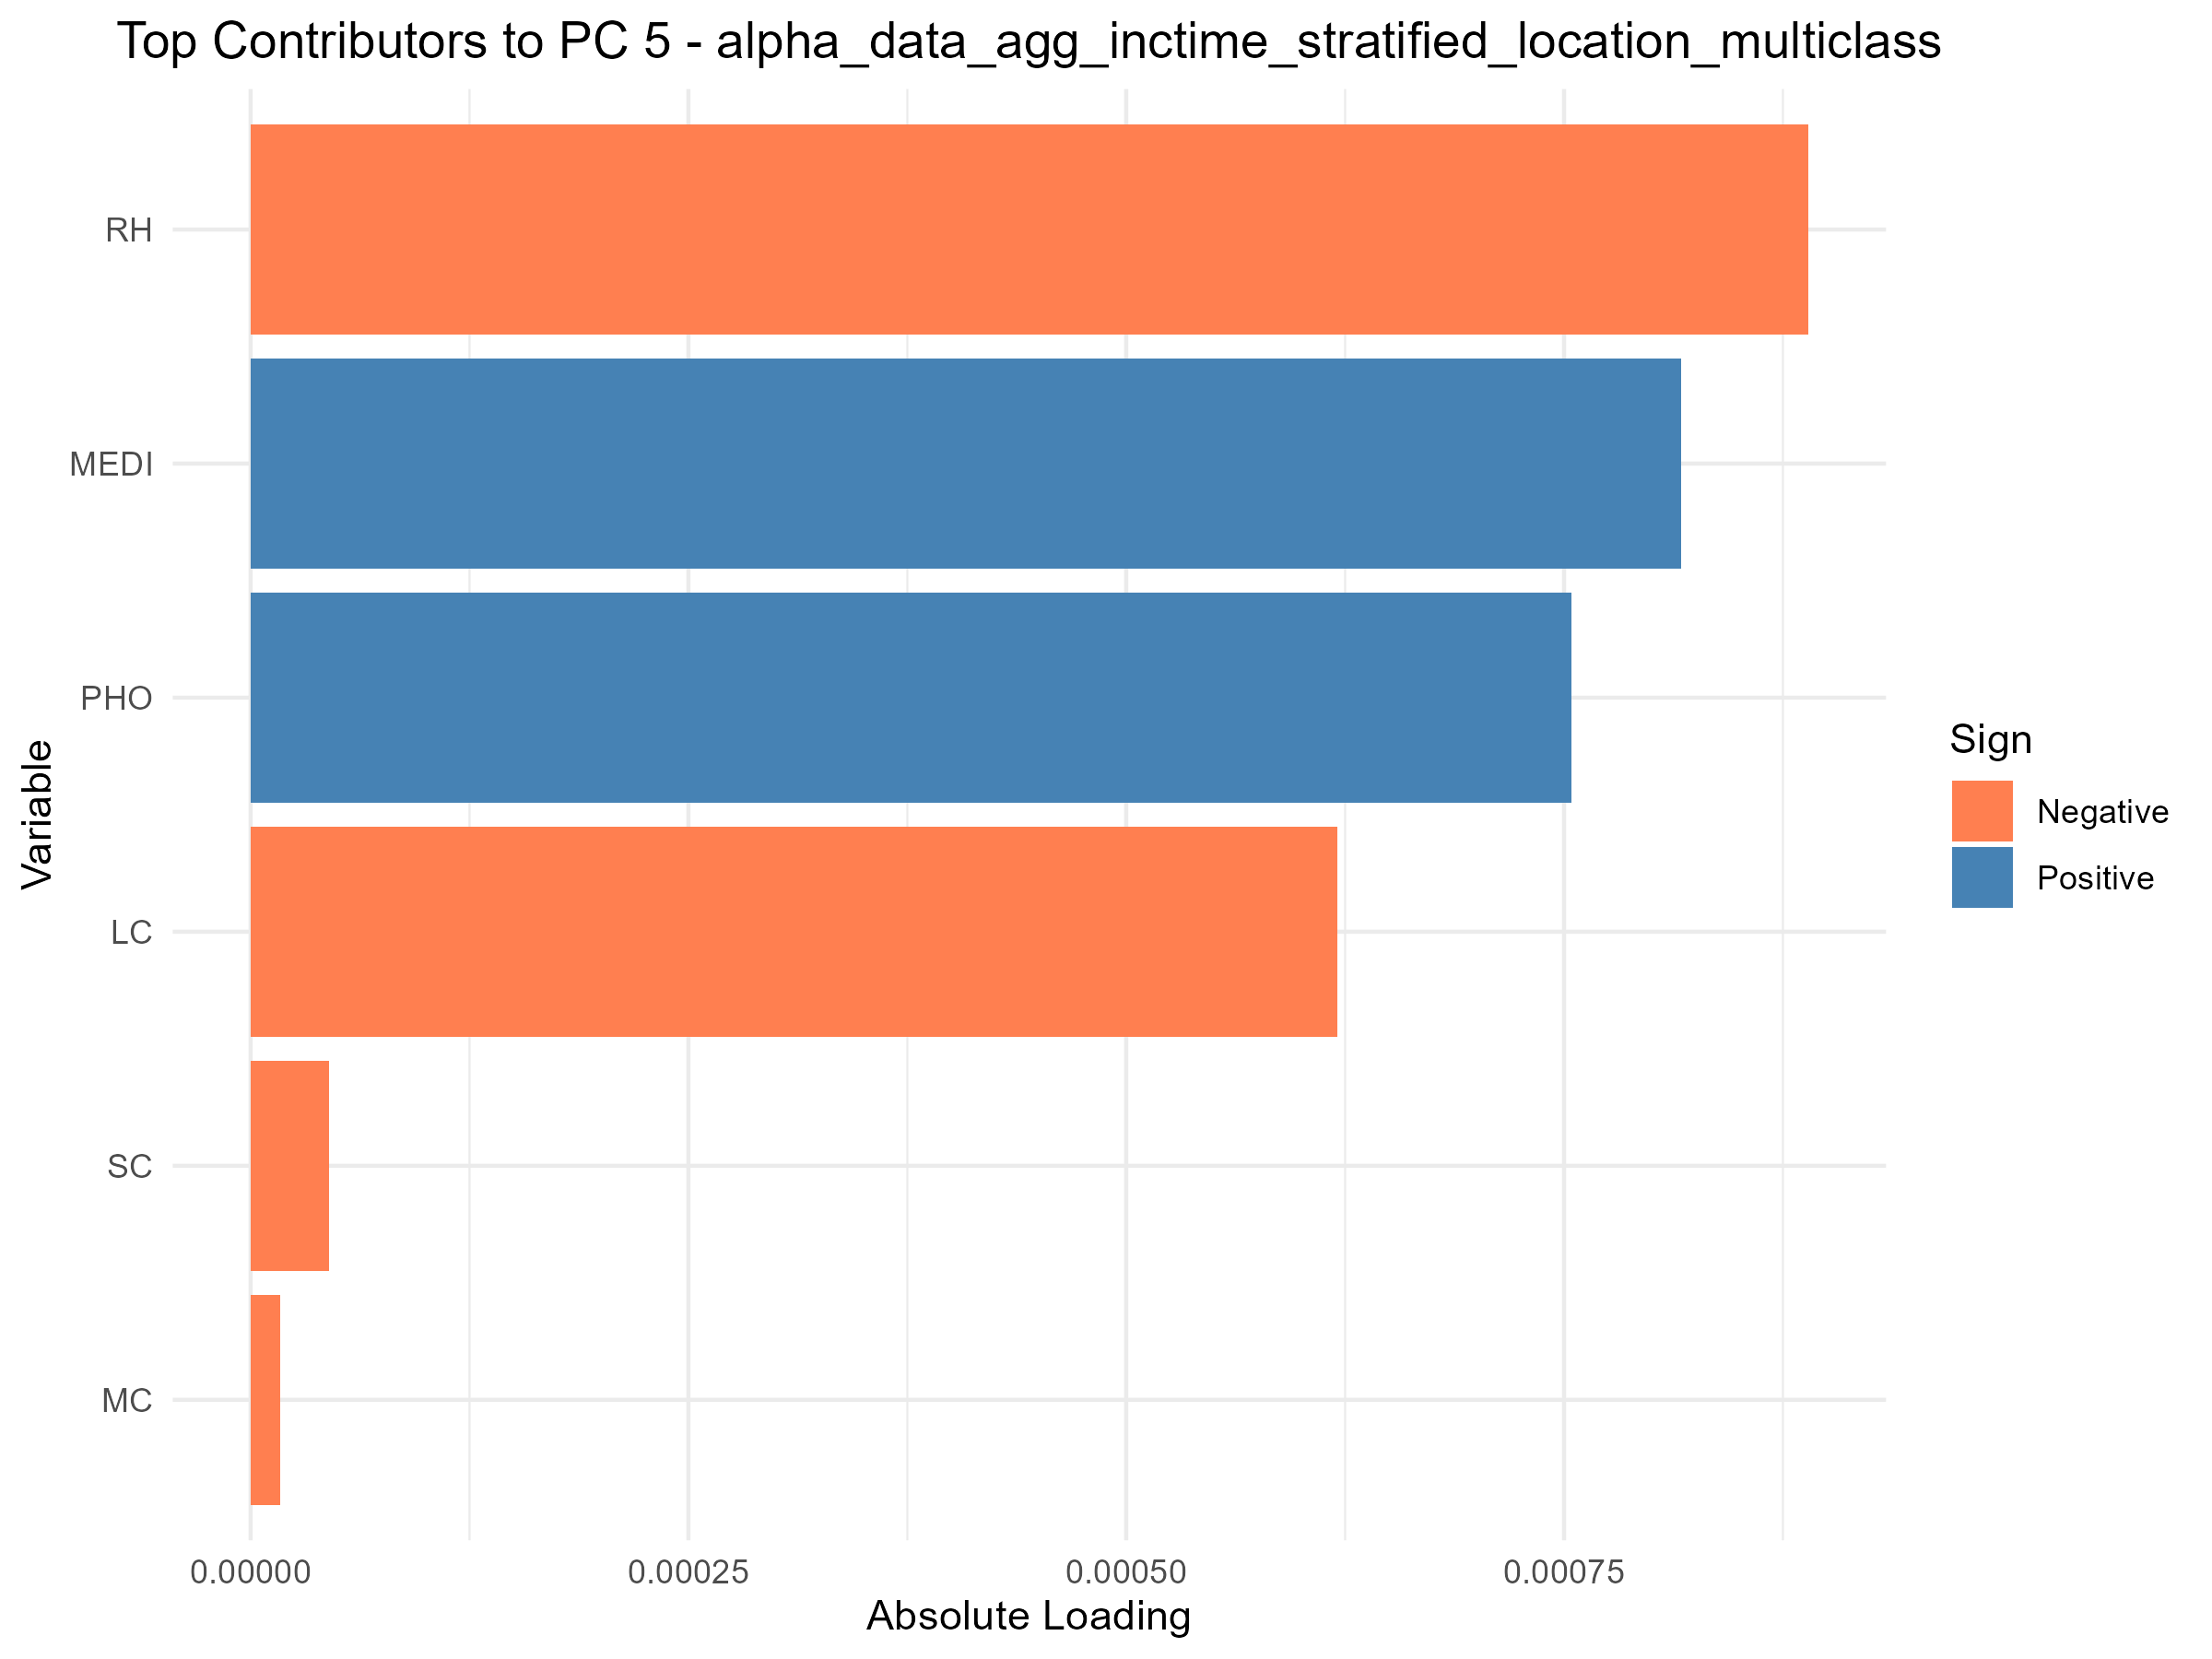 Top Contributors to PC 5 - alpha_data_agg_inctime_stratified_location_multiclass
RH
MEDI
PHO
LC
SC
MC
Variable
0.00000
0.00025
0.00050
0.00075
Absolute Loading
Sign
Negative
Positive